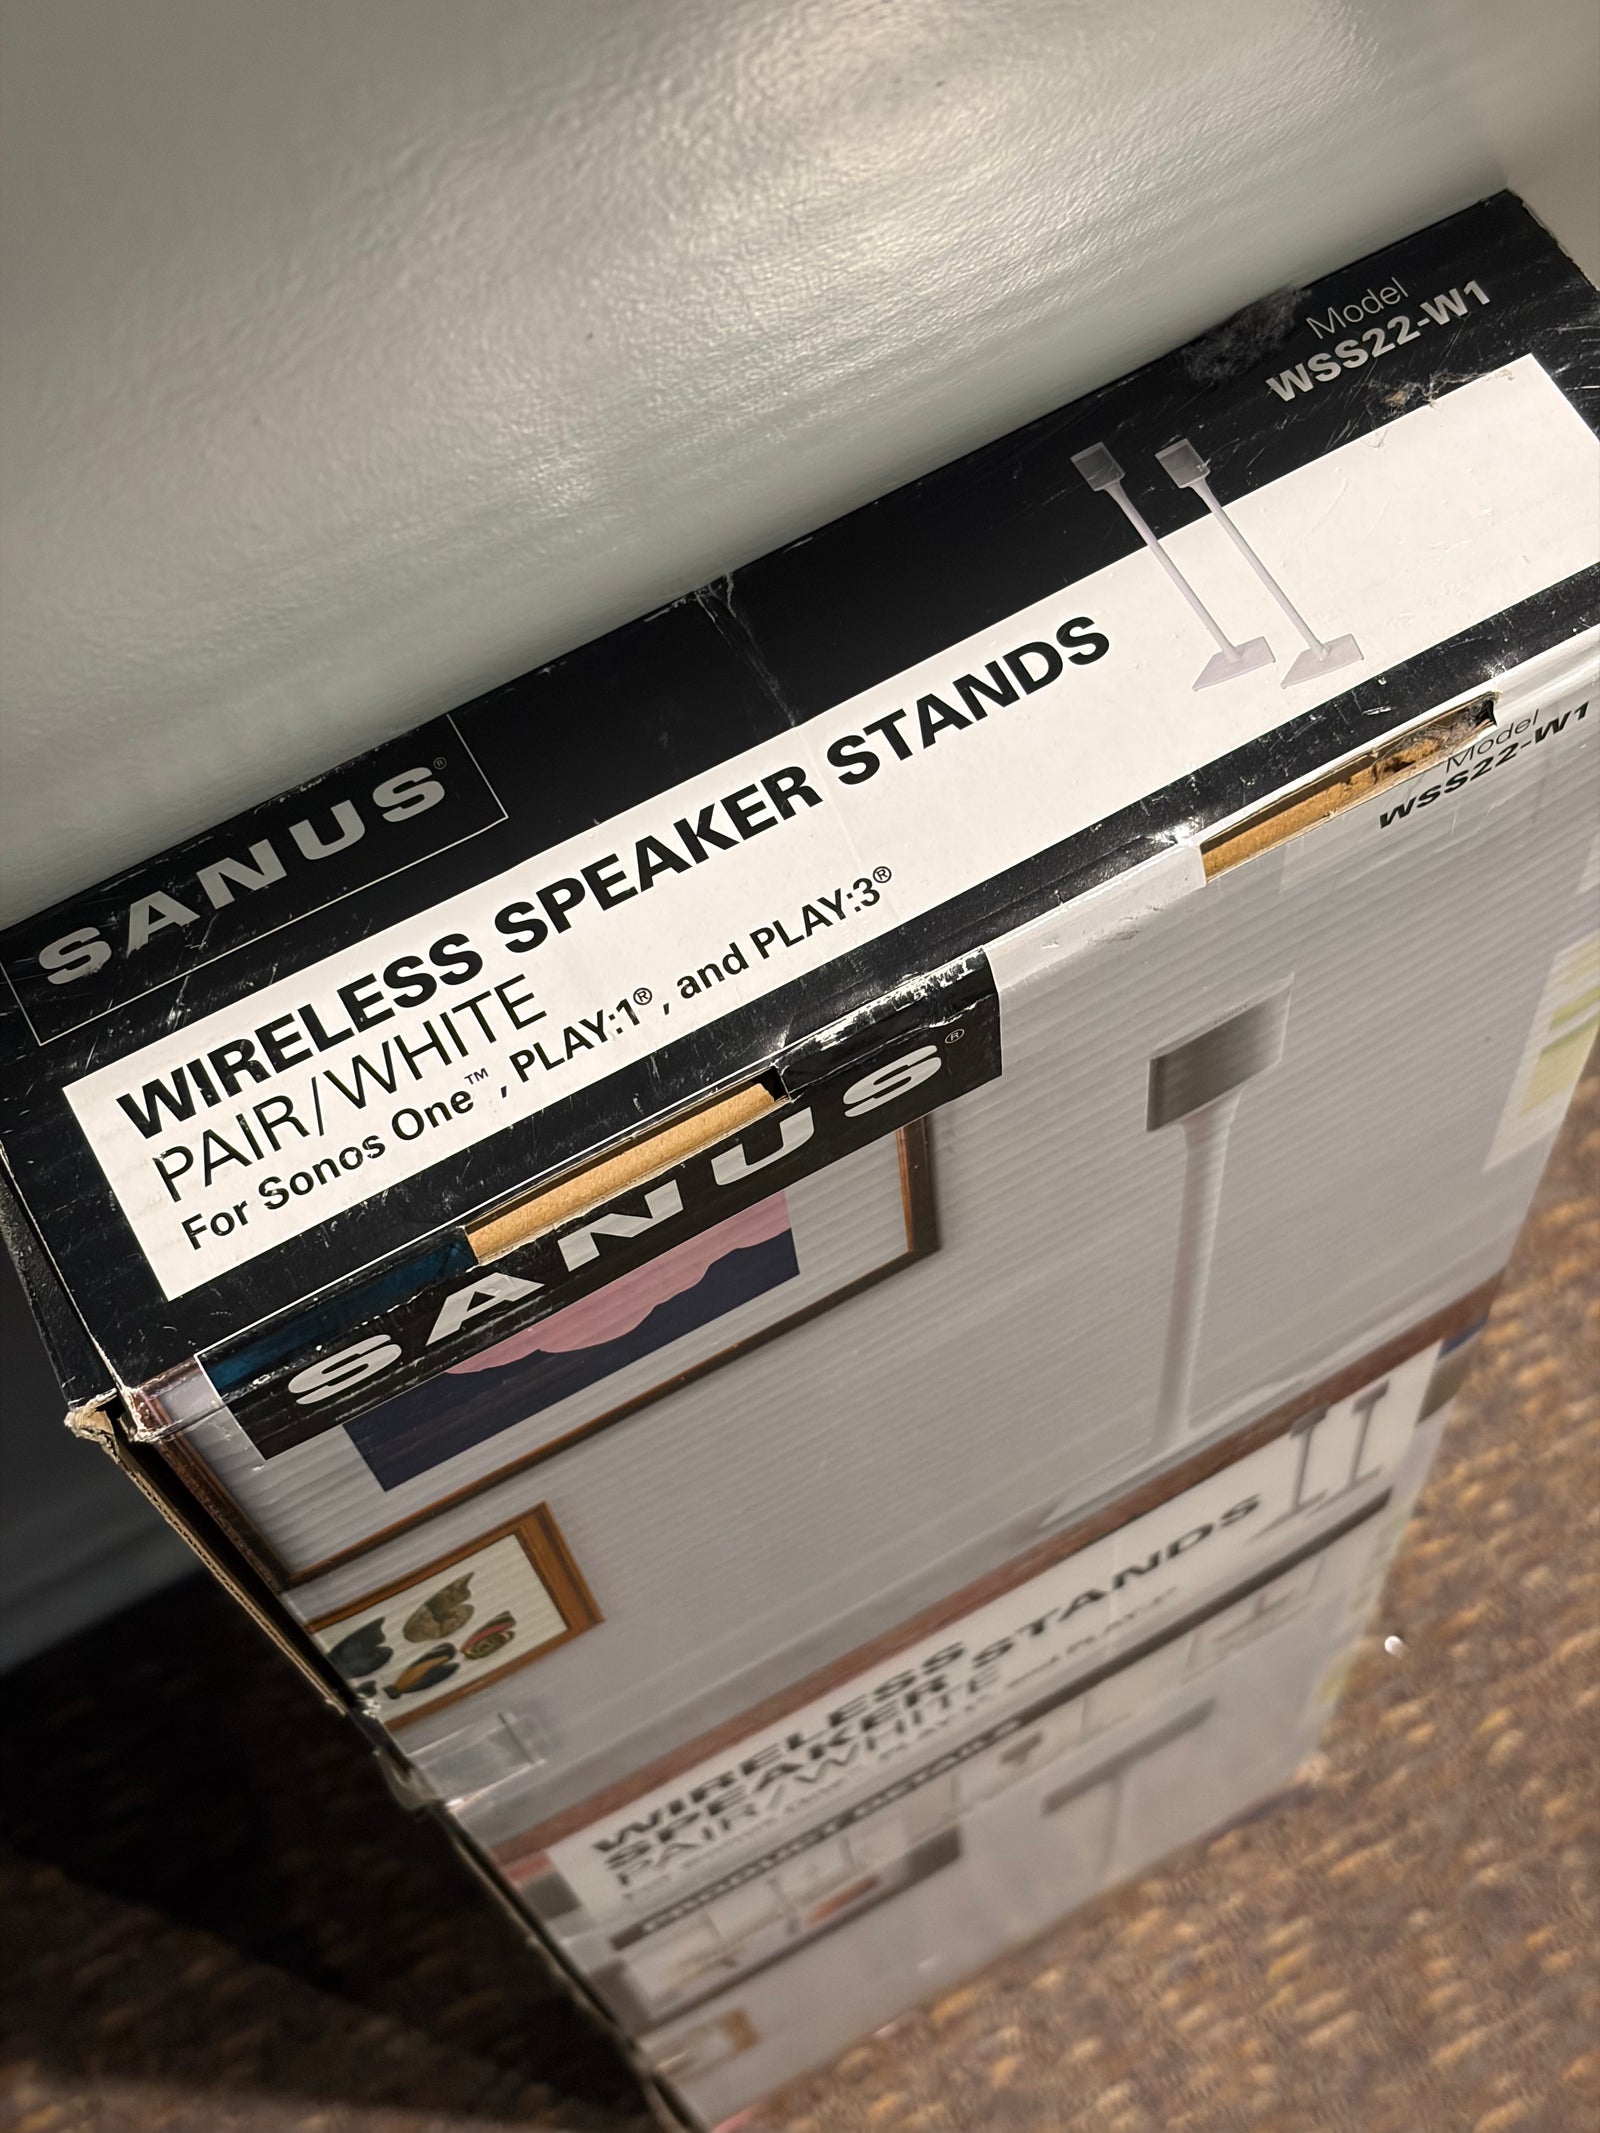 Model
WSS22-W1
SANUS®
WIRELESS SPEAKER STANDS
PAIR/WHITE
For Sonos One™, PLAY:1®, and PLAY:3®
Model
WSS22-W1
SANUS®
WIRELESS
SPEAKER STANDS
PAIR/WHITE